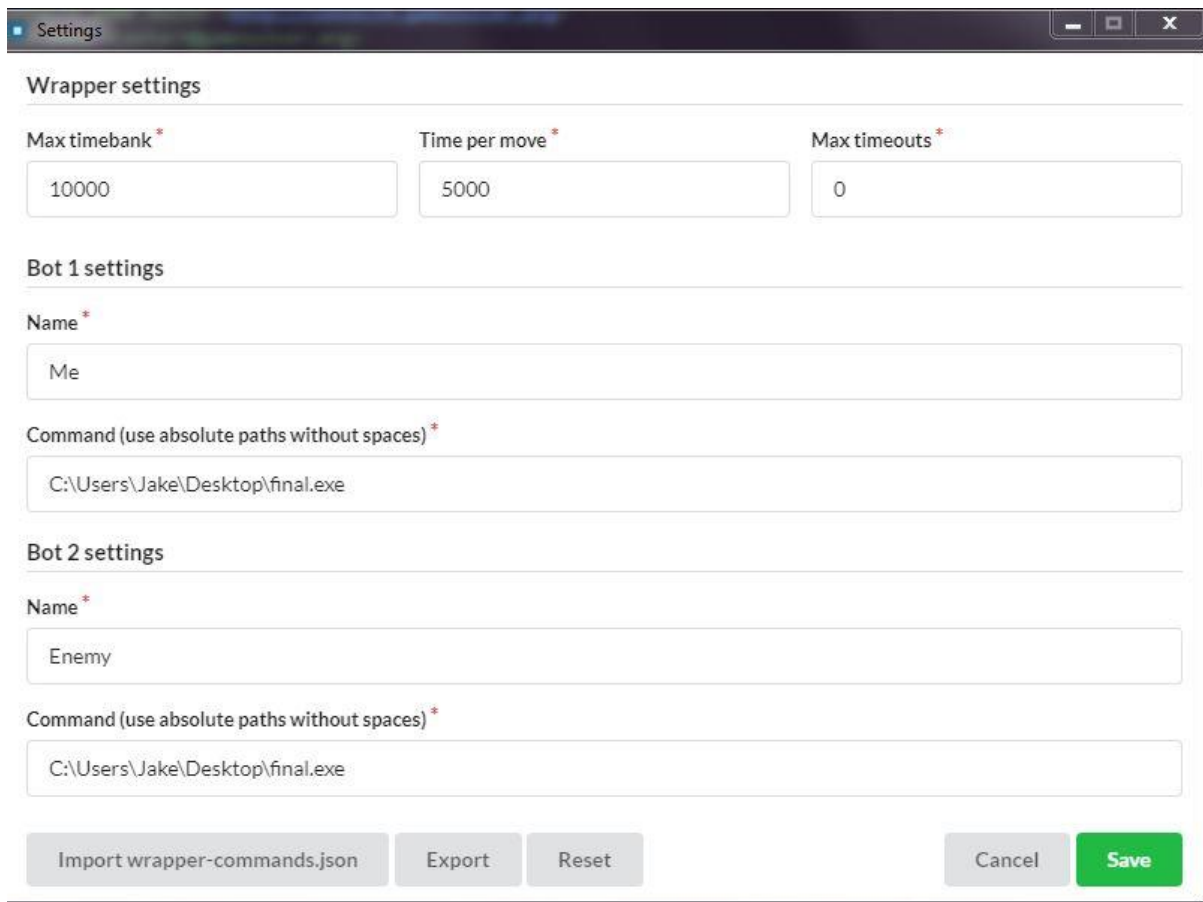 Settings
Wrapper settings
Max timebank * Time per move * Max timeouts *
10000 5000 0
Bot 1 settings
Name *
Me
Command (use absolute paths without spaces) *
C:\Users\Jake\Desktop\final.exe
Bot 2 settings
Name *
Enemy
Command (use absolute paths without spaces) *
C:\Users\Jake\Desktop\final.exe
Import wrapper-commands.json Export Reset Cancel Save